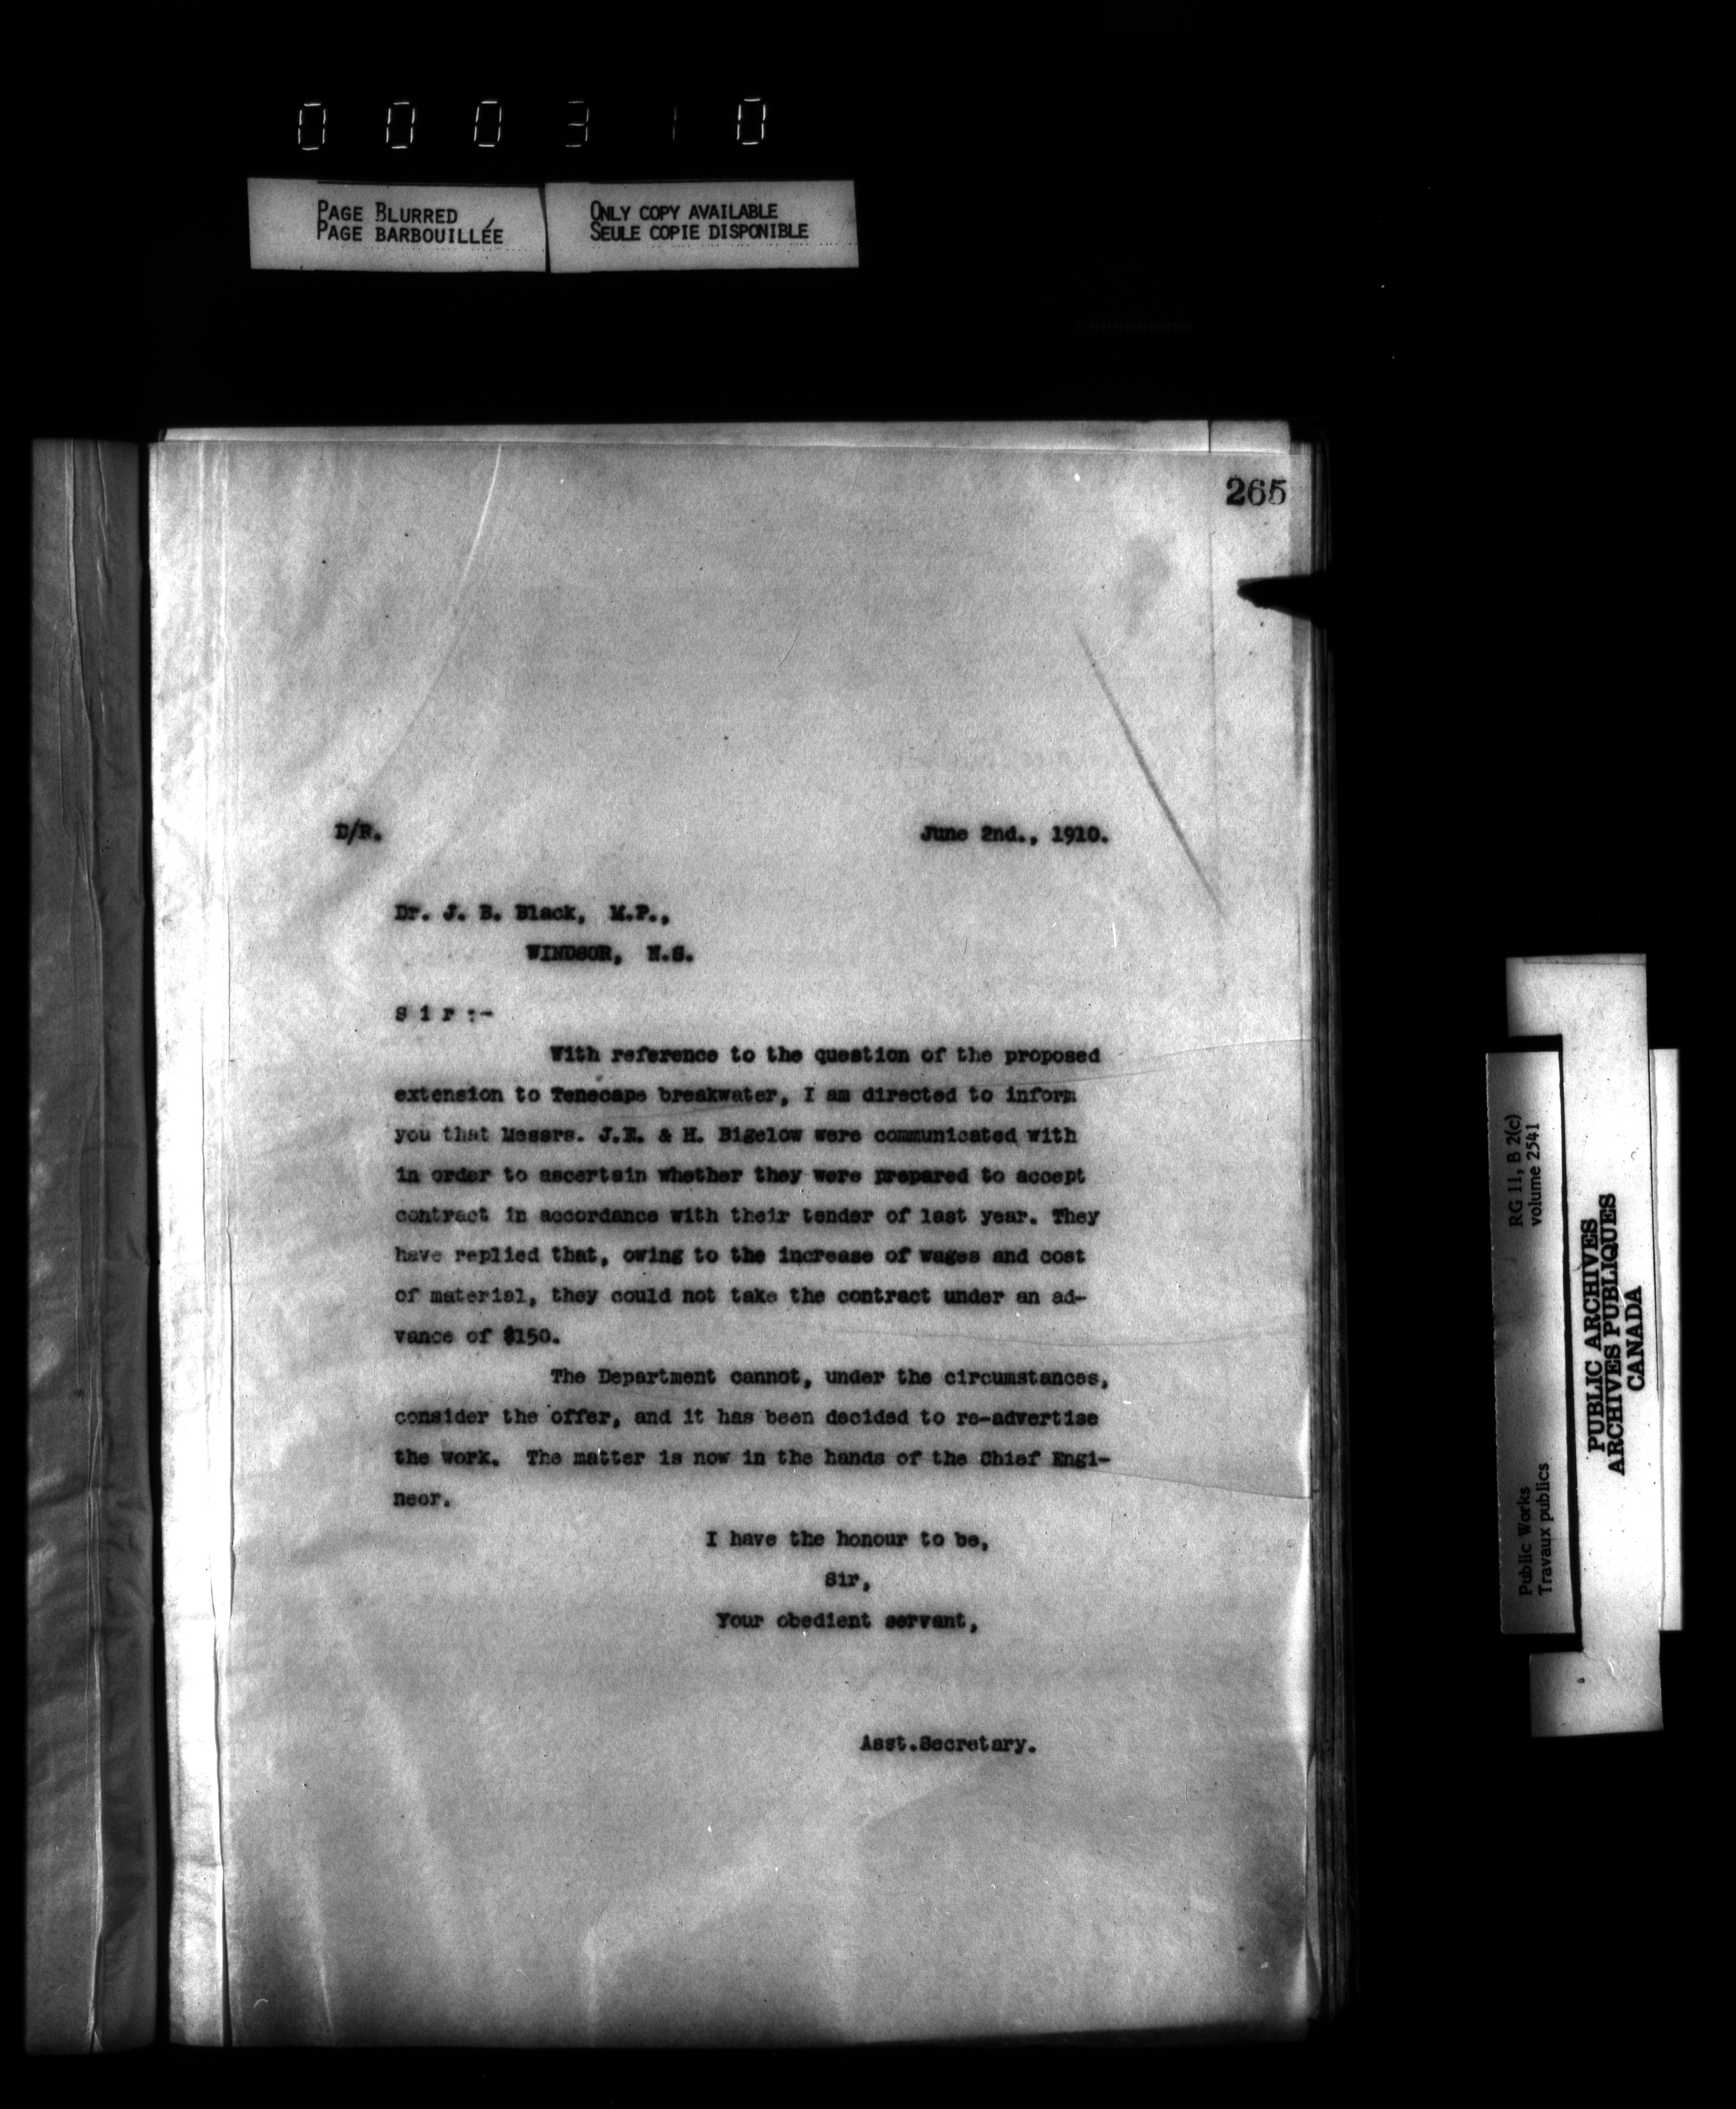 0 0 0 3 1 0
PAGE BLURRED
PAGE BARBOUILLÉE
ONLY COPY AVAILABLE
SEULE COPIE DISPONIBLE
265
June 2nd., 1910.
Dr. J. B. Black, M.P.,
WINDSOR, N.S.
S i r :-
With reference to the question of the proposed
extension to Tenecape breakwater, I am directed to inform
you that Messrs. J.E. & H. Bigelow were communicated with
in order to ascertain whether they were prepared to accept
contract in accordance with their tender of last year. They
have replied that, owing to the increase of wages and cost
of material, they could not take the contract under an ad-
vance of $150.
The Department cannot, under the circumstances,
consider the offer, and it has been decided to re-advertise
the work. The matter is now in the hands of the Chief Engi-
neer.
I have the honour to be,
Sir,
Your obedient servant,
Asst.Secretary.
RG 11, B 2(c)
volume 2541
Public Works
Travaux publics
PUBLIC ARCHIVES
ARCHIVES PUBLIQUES
CANADA